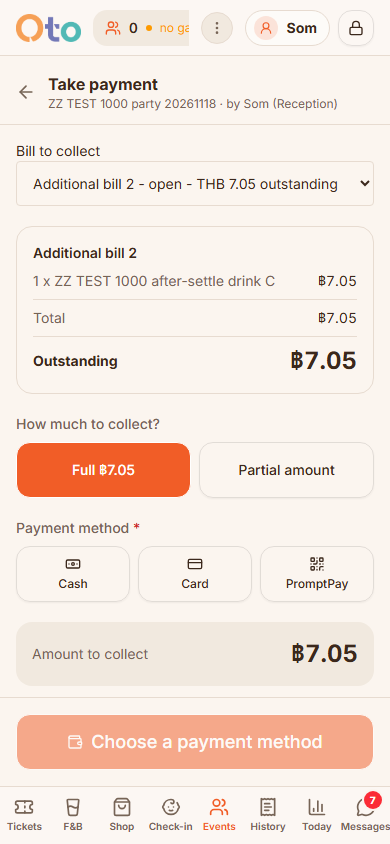 Oto
0
no ga
Som
Take payment
ZZ TEST 1000 party 20261118 · by Som (Reception)
Bill to collect
Additional bill 2 - open - THB 7.05 outstanding
Additional bill 2
1 x ZZ TEST 1000 after-settle drink C ฿7.05
Total ฿7.05
Outstanding ฿7.05
How much to collect?
Full ฿7.05 Partial amount
Payment method *
Cash Card PromptPay
Amount to collect ฿7.05
Choose a payment method
7
Tickets F&B Shop Check-in Events History Today Messages